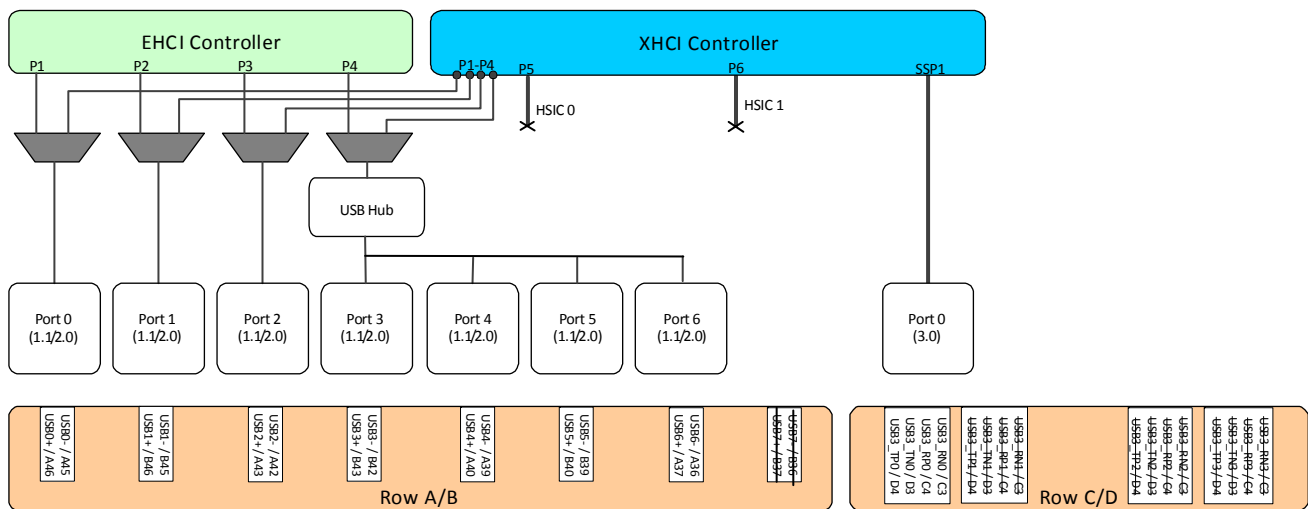 EHCI Controller
XHCI Controller
P1
P2
P3
P4
P1-P4
P5
P6
SSP1
HSIC 0
HSIC 1
USB Hub
Port 0
(1.1/2.0)
Port 1
(1.1/2.0)
Port 2
(1.1/2.0)
Port 3
(1.1/2.0)
Port 4
(1.1/2.0)
Port 5
(1.1/2.0)
Port 6
(1.1/2.0)
Port 0
(3.0)
USB0- / A45
USB0+ / A46
USB1- / B45
USB1+ / B46
USB2- / A42
USB2+ / A43
USB3- / B42
USB3+ / B43
USB4- / A39
USB4+ / A40
USB5- / B39
USB5+ / B40
USB6- / A36
USB6+ / A37
USB7- / B36
USB7+ / B37
USB3_RN0 / C3
USB3_RP0 / C4
USB3_TN0 / D3
USB3_TP0 / D4
USB3_RN1 / C3
USB3_RP1 / C4
USB3_TN1 / D3
USB3_TP1 / D4
USB3_RN2 / C3
USB3_RP2 / C4
USB3_TN2 / D3
USB3_TP2 / D4
USB3_RN3 / C3
USB3_RP3 / C4
USB3_TN3 / D3
USB3_TP3 / D4
Row A/B
Row C/D